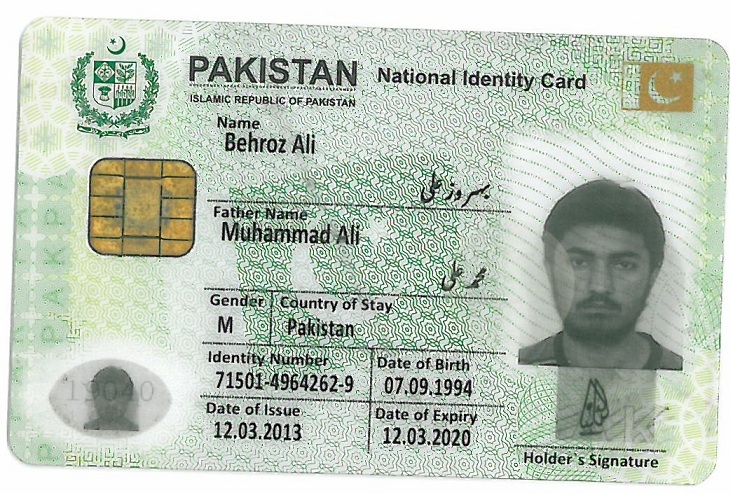 PAKISTAN National Identity Card
ISLAMIC REPUBLIC OF PAKISTAN
Name
Behroz Ali
بہروز علی
Father Name
Muhammad Ali
محمد علی
Gender Country of Stay
M Pakistan
Identity Number Date of Birth
71501-4964262-9 07.09.1994
Date of Issue Date of Expiry
12.03.2013 12.03.2020
Holder`s Signature